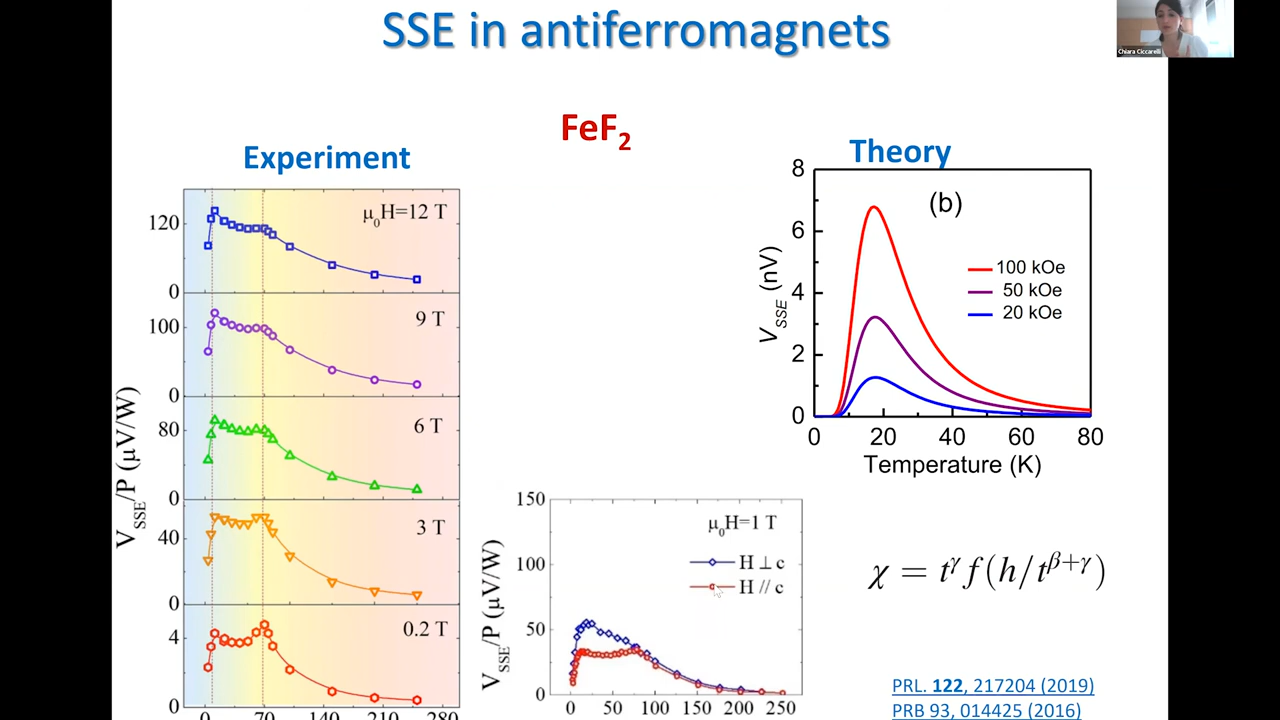 SSE in antiferromagnets
Chiara Ciccarelli
FeF₂
Experiment
Theory
V_SSE/P (μV/W)
μ₀H=12 T
120
0
9 T
100
0
6 T
80
0
3 T
40
0
0.2 T
4
0
0 70 140 210 280
V_SSE/P (μV/W)
150
100
50
0
μ₀H=1 T
H ⊥ c
H // c
0 50 100 150 200 250
V_SSE (nV)
8
6
4
2
0
(b)
100 kOe
50 kOe
20 kOe
0 20 40 60 80
Temperature (K)
χ = t^γ f(h/t^{β+γ})
PRL. 122, 217204 (2019)
PRB 93, 014425 (2016)